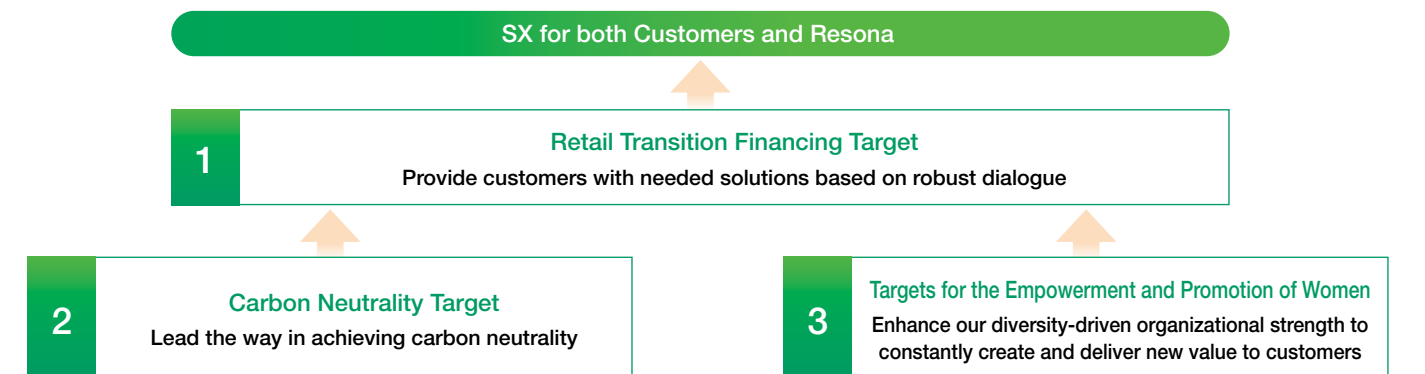 SX for both Customers and Resona
1
Retail Transition Financing Target
Provide customers with needed solutions based on robust dialogue
2
Carbon Neutrality Target
Lead the way in achieving carbon neutrality
3
Targets for the Empowerment and Promotion of Women
Enhance our diversity-driven organizational strength to
constantly create and deliver new value to customers